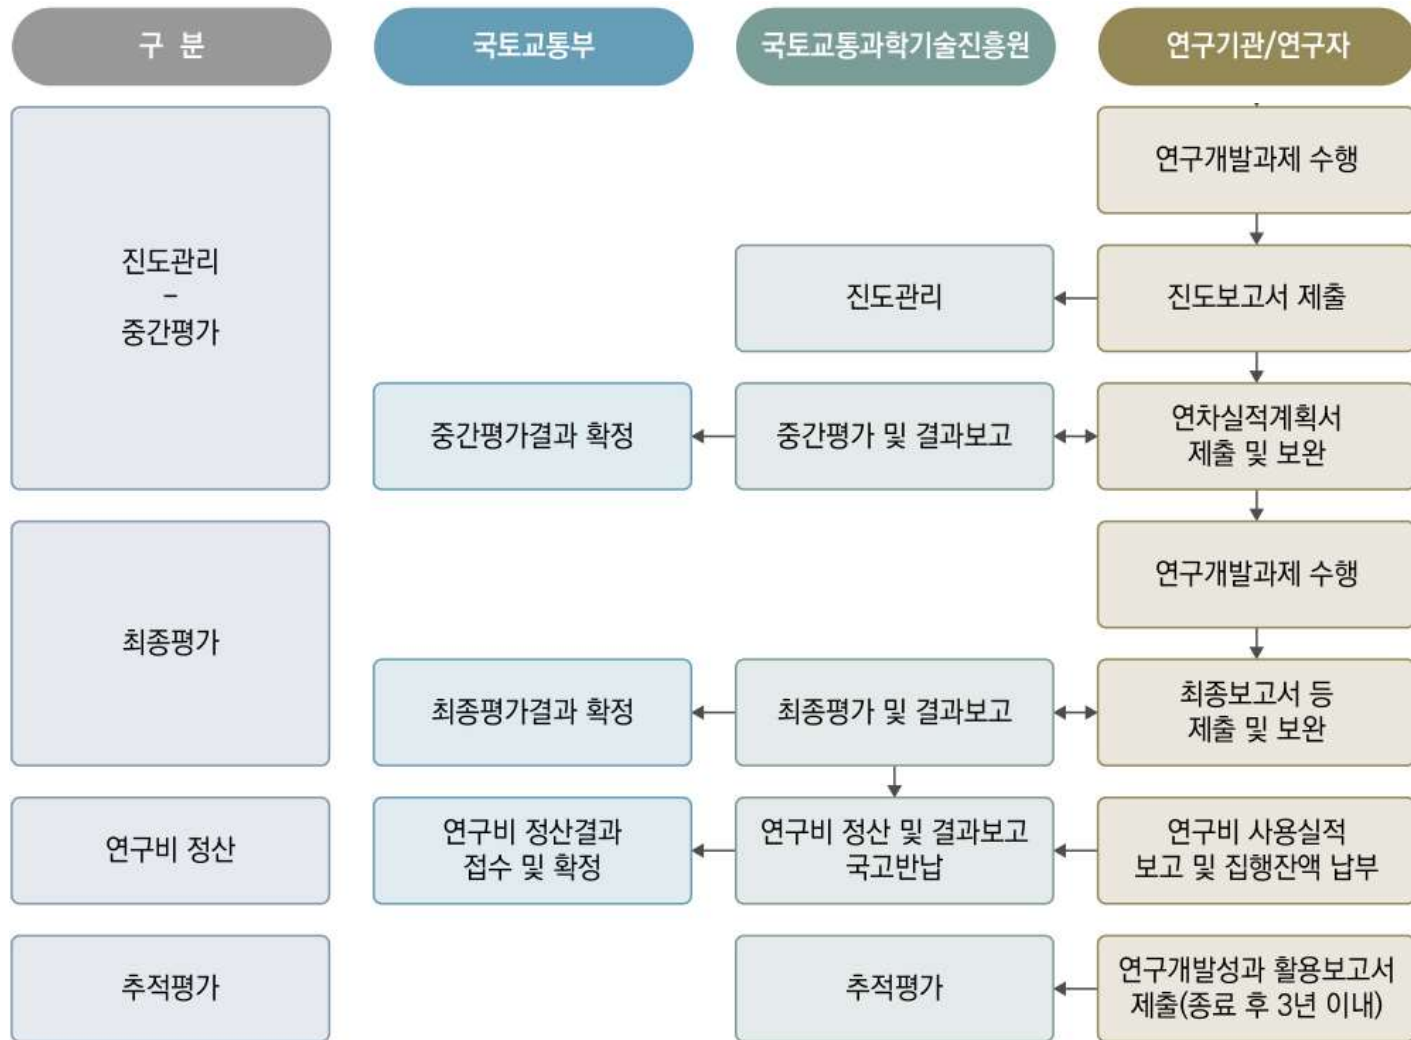 구 분
국토교통부
국토교통과학기술진흥원
연구기관/연구자
진도관리
–
중간평가
연구개발과제 수행
진도관리
진도보고서 제출
중간평가결과 확정
중간평가 및 결과보고
연차실적계획서
제출 및 보완
최종평가
연구개발과제 수행
최종평가결과 확정
최종평가 및 결과보고
최종보고서 등
제출 및 보완
연구비 정산
연구비 정산결과
접수 및 확정
연구비 정산 및 결과보고
국고반납
연구비 사용실적
보고 및 집행잔액 납부
추적평가
추적평가
연구개발성과 활용보고서
제출(종료 후 3년 이내)